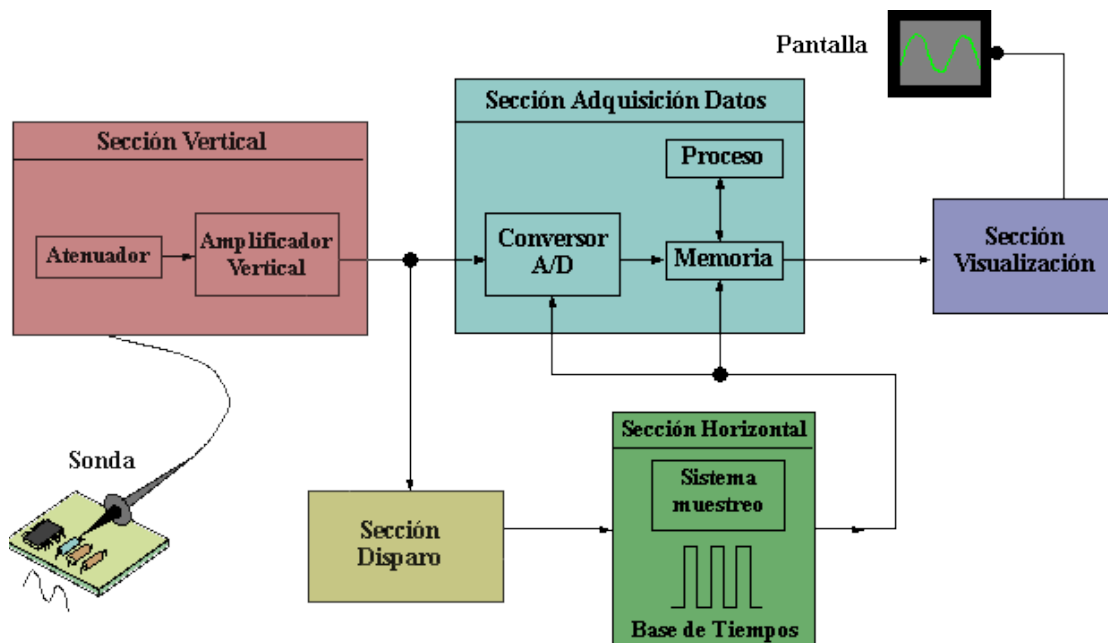 Pantalla
Sección Vertical
Atenuador
Amplificador
Vertical
Sección Adquisición Datos
Proceso
Conversor
A/D
Memoria
Sección
Visualización
Sonda
Sección
Disparo
Sección Horizontal
Sistema
muestreo
Base de Tiempos